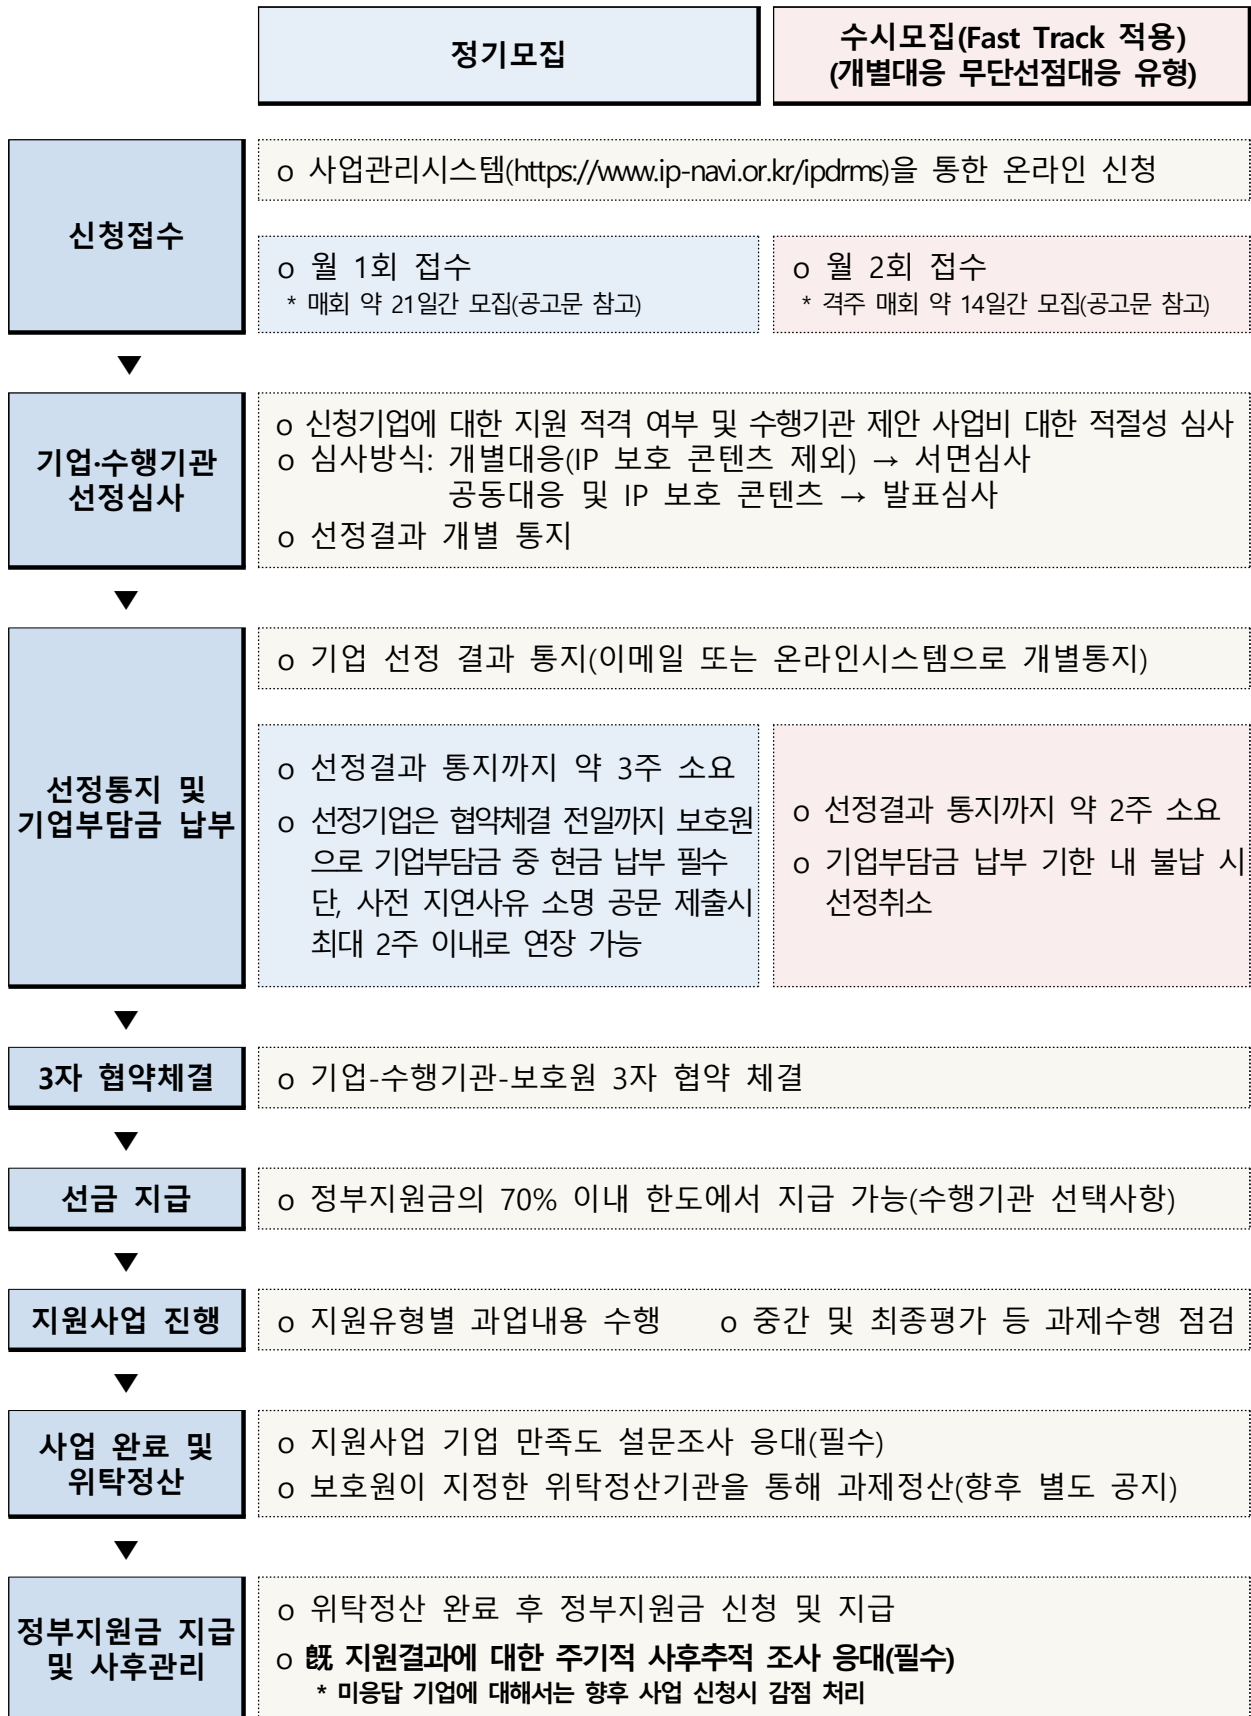 정기모집
수시모집(Fast Track 적용)
(개별대응 무단선점대응 유형)
신청접수
o 사업관리시스템(https://www.ip-navi.or.kr/ipdrms)을 통한 온라인 신청
o 월 1회 접수
* 매회 약 21일간 모집(공고문 참고)
o 월 2회 접수
* 격주 매회 약 14일간 모집(공고문 참고)
▼
기업·수행기관
선정심사
o 신청기업에 대한 지원 적격 여부 및 수행기관 제안 사업비 대한 적절성 심사
o 심사방식: 개별대응(IP 보호 콘텐츠 제외) → 서면심사
공동대응 및 IP 보호 콘텐츠 → 발표심사
o 선정결과 개별 통지
▼
선정통지 및
기업부담금 납부
o 기업 선정 결과 통지(이메일 또는 온라인시스템으로 개별통지)
o 선정결과 통지까지 약 3주 소요
o 선정기업은 협약체결 전일까지 보호원
으로 기업부담금 중 현금 납부 필수
단, 사전 지연사유 소명 공문 제출시
최대 2주 이내로 연장 가능
o 선정결과 통지까지 약 2주 소요
o 기업부담금 납부 기한 내 불납 시
선정취소
▼
3자 협약체결
o 기업-수행기관-보호원 3자 협약 체결
▼
선금 지급
o 정부지원금의 70% 이내 한도에서 지급 가능(수행기관 선택사항)
▼
지원사업 진행
o 지원유형별 과업내용 수행 o 중간 및 최종평가 등 과제수행 점검
▼
사업 완료 및
위탁정산
o 지원사업 기업 만족도 설문조사 응대(필수)
o 보호원이 지정한 위탁정산기관을 통해 과제정산(향후 별도 공지)
▼
정부지원금 지급
및 사후관리
o 위탁정산 완료 후 정부지원금 신청 및 지급
o 旣 지원결과에 대한 주기적 사후추적 조사 응대(필수)
* 미응답 기업에 대해서는 향후 사업 신청시 감점 처리